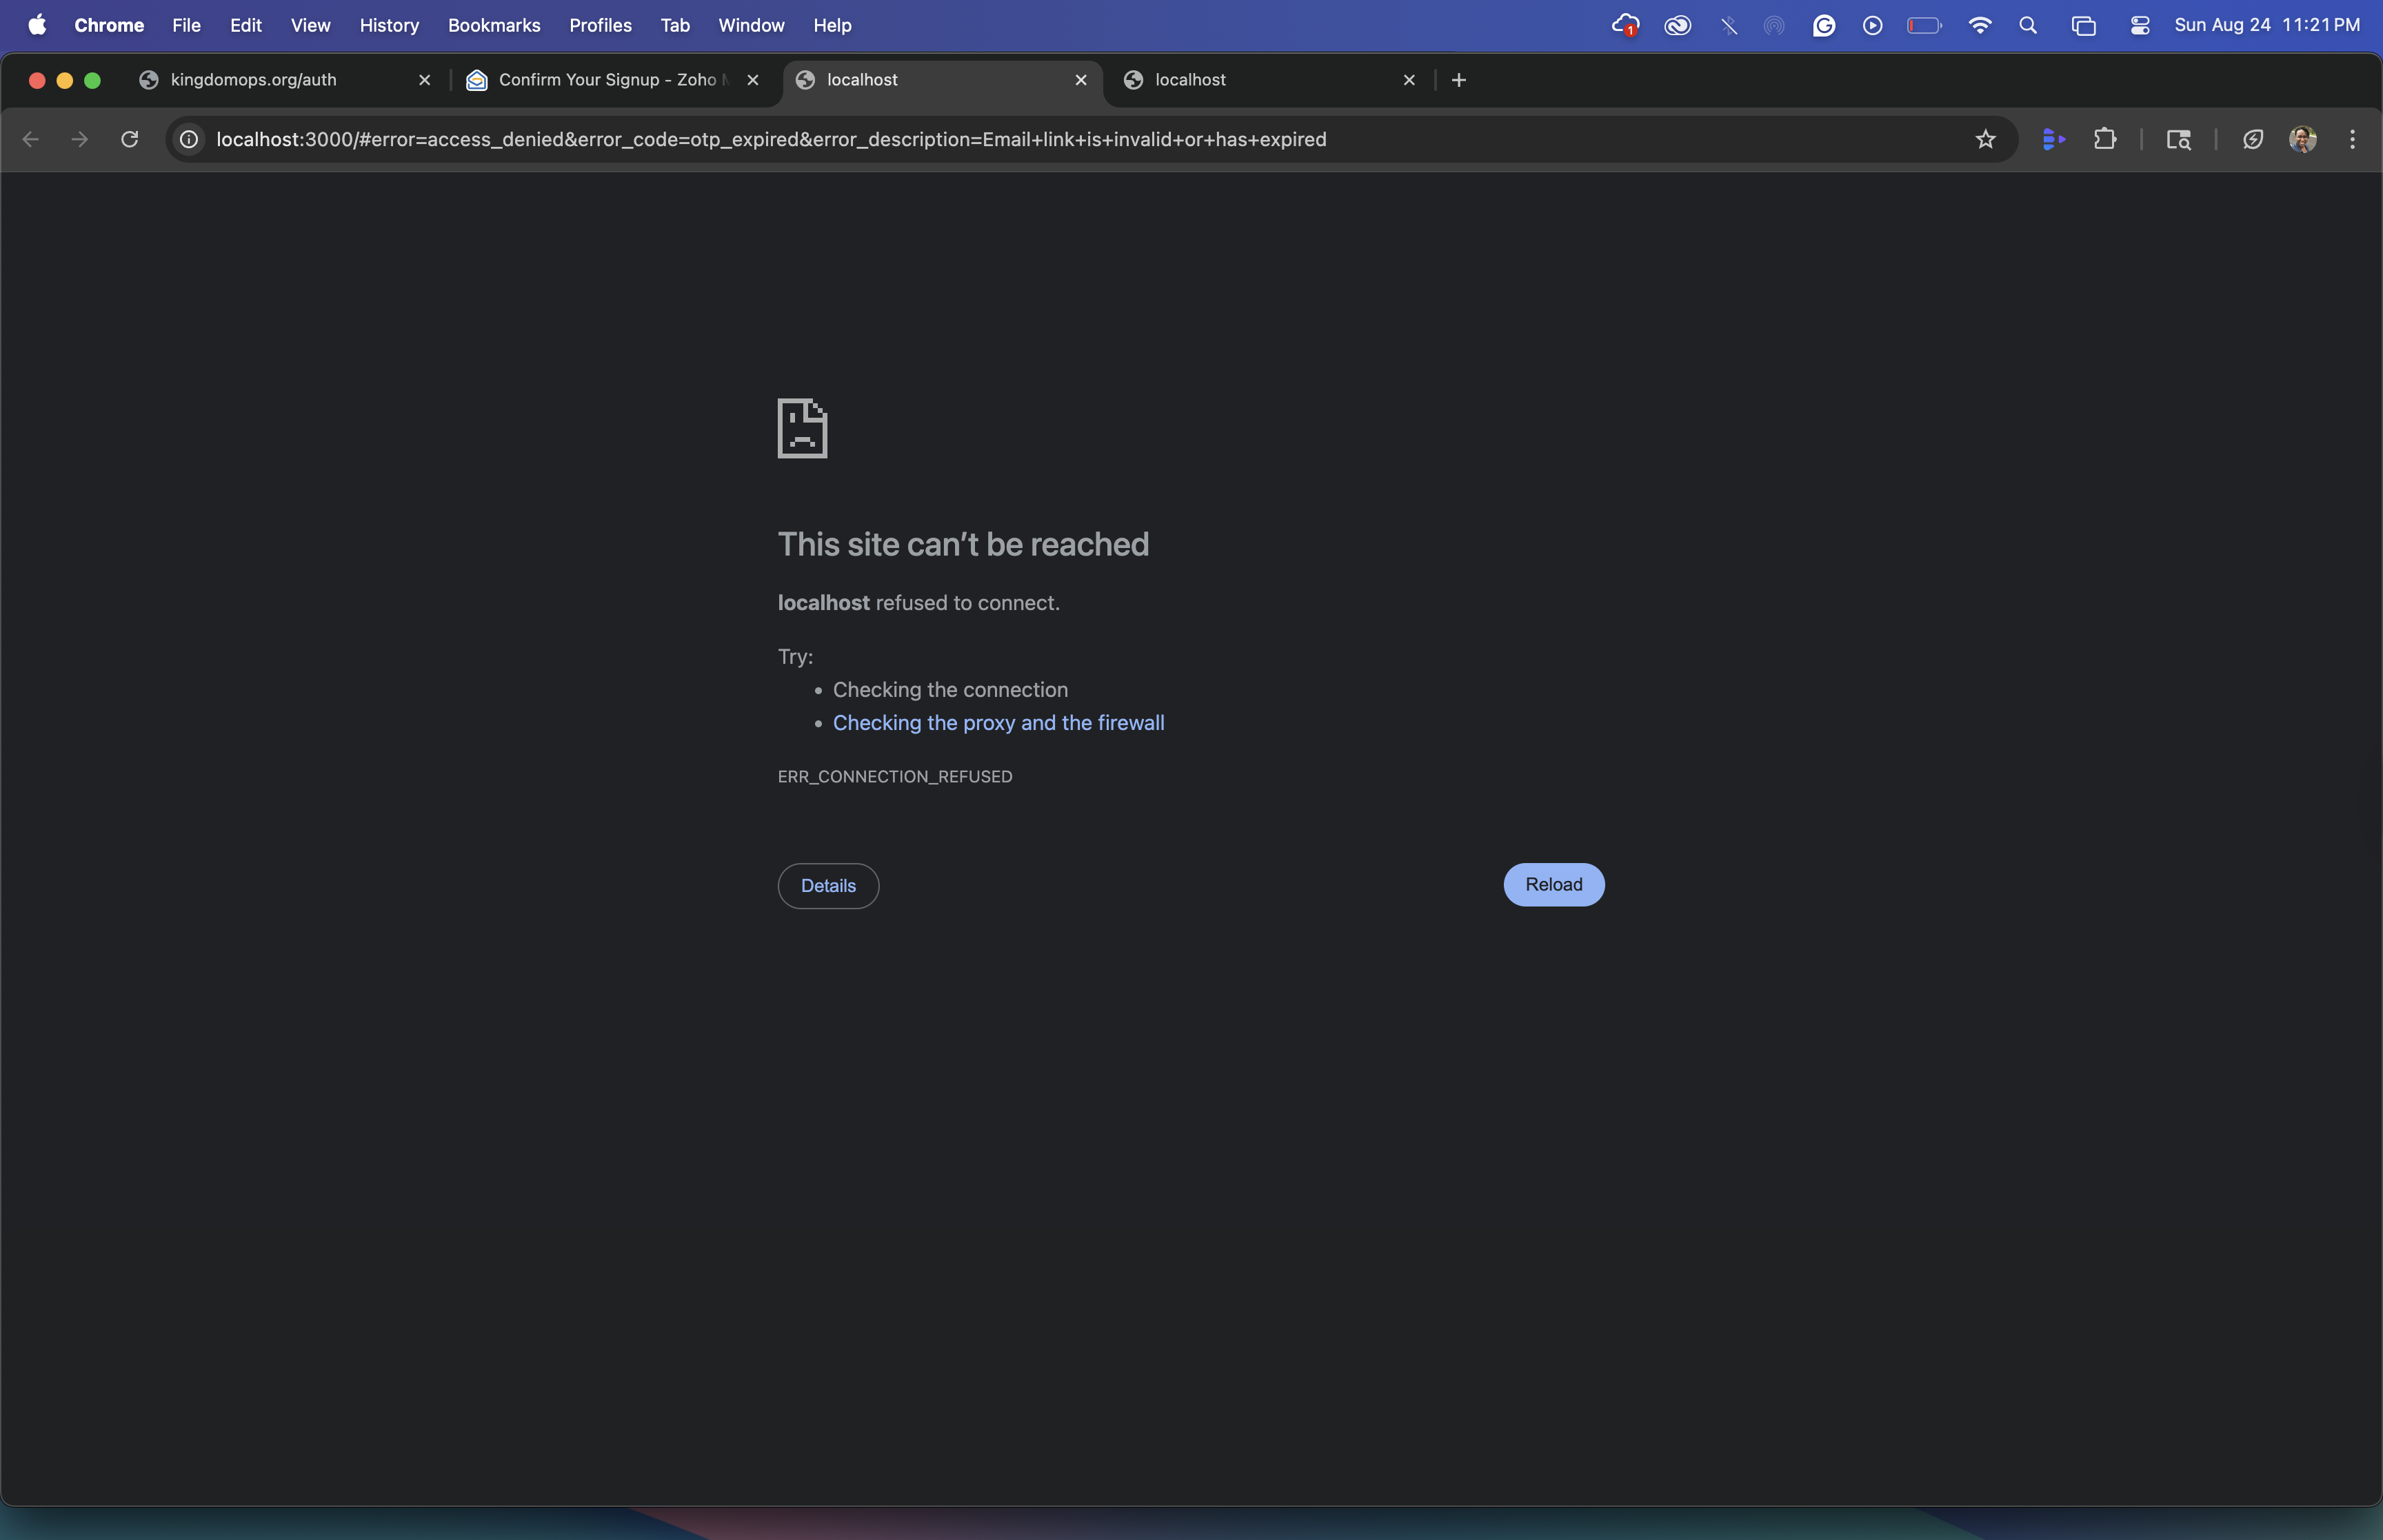 Chrome File Edit View History Bookmarks Profiles Tab Window Help 1 Sun Aug 24 11:21 PM
kingdomops.org/auth Confirm Your Signup - Zoho localhost localhost
localhost:3000/#error=access_denied&error_code=otp_expired&error_description=Email+link+is+invalid+or+has+expired
This site can’t be reached
localhost refused to connect.
Try:
• Checking the connection
• Checking the proxy and the firewall
ERR_CONNECTION_REFUSED
Details Reload